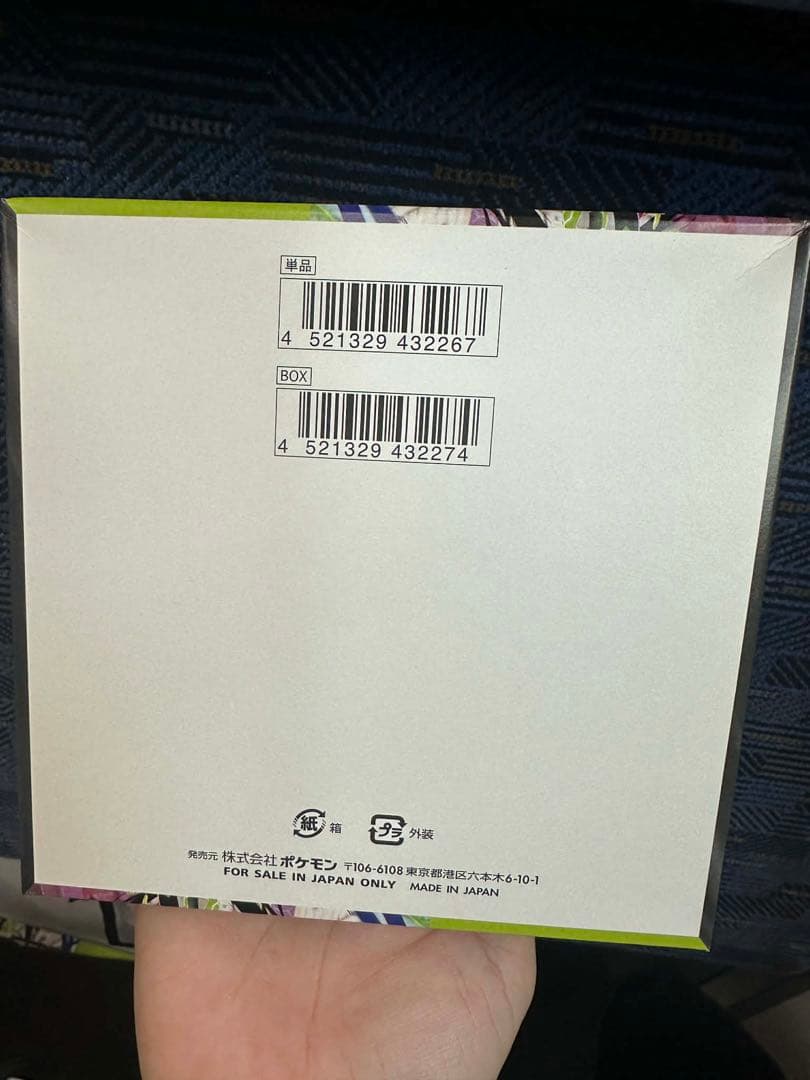 単品
4 521329 432267
BOX
4 521329 432274
紙 箱 プラ 外装
発売元 株式会社 ポケモン 〒106-6108 東京都港区六本木6-10-1
FOR SALE IN JAPAN ONLY MADE IN JAPAN